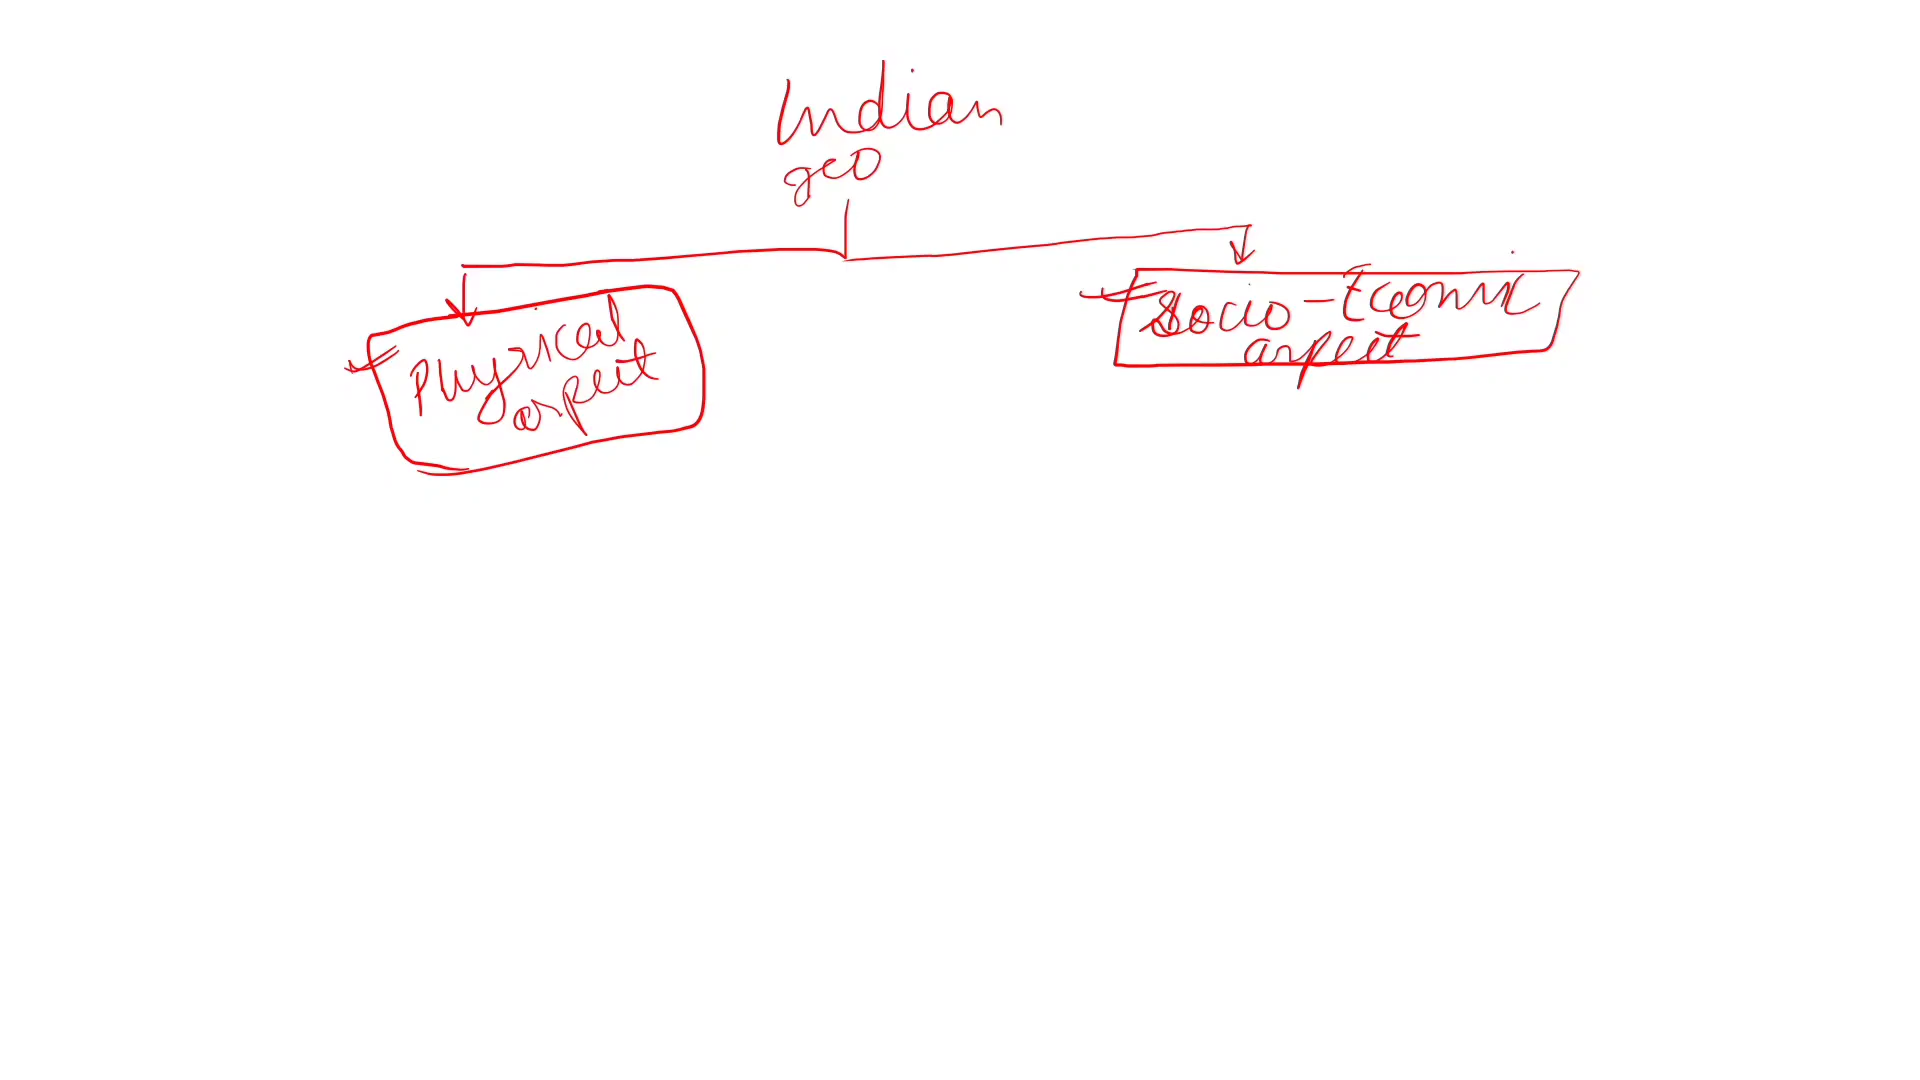 Indian
geo
Physical
aspect
Socio-Economic
aspect